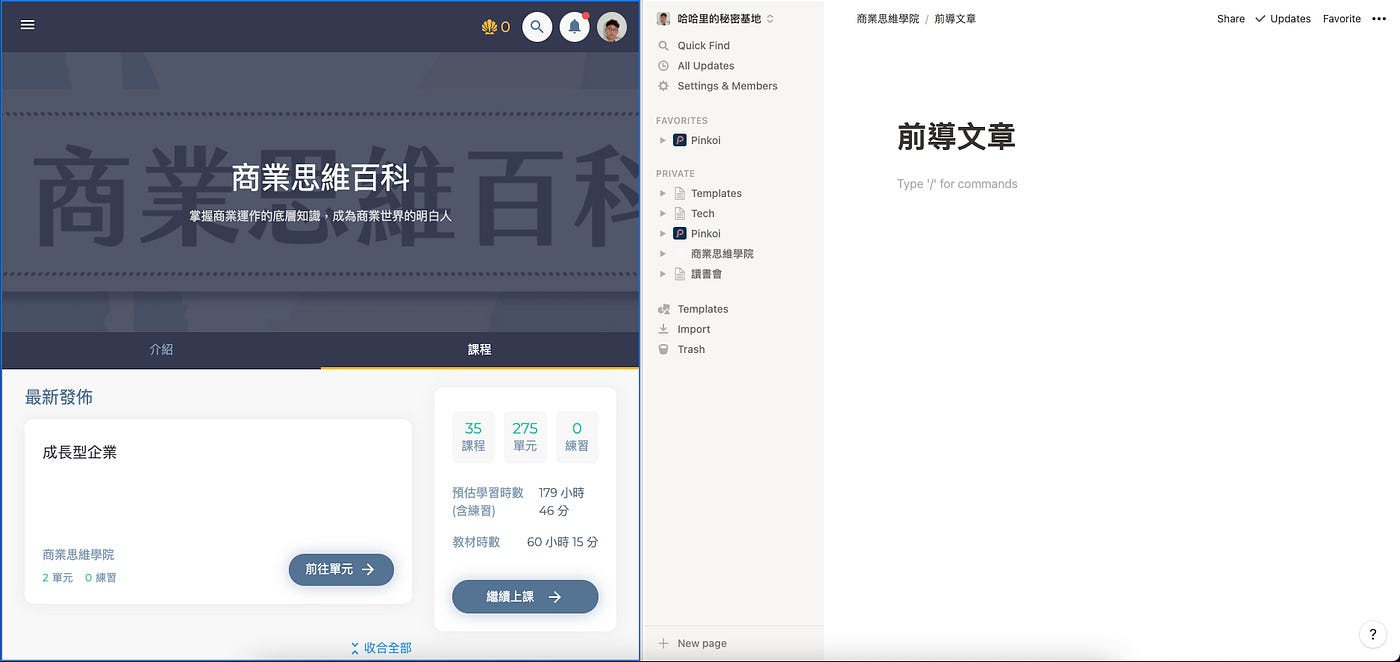 0
商業思維百科
商業思維百科
掌握商業運作的底層知識，成為商業世界的明白人
介紹
課程
最新發佈
成長型企業
商業思維學院
2 單元 0 練習
前往單元
35 275 0
課程 單元 練習
預估學習時數 179 小時
(含練習) 46 分
教材時數 60 小時 15 分
繼續上課
收合全部
哈哈里的秘密基地
Quick Find
All Updates
Settings & Members
FAVORITES
Pinkoi
PRIVATE
Templates
Tech
Pinkoi
商業思維學院
讀書會
Templates
Import
Trash
New page
商業思維學院 / 前導文章
Share Updates Favorite
前導文章
Type '/' for commands
?